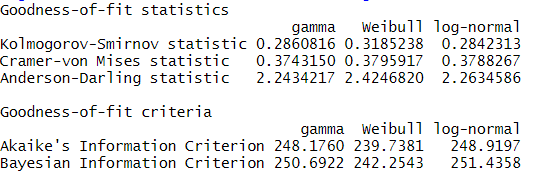 Goodness-of-fit statistics
gamma Weibull log-normal
Kolmogorov-Smirnov statistic 0.2860816 0.3185238 0.2842313
Cramer-von Mises statistic 0.3743150 0.3795917 0.3788267
Anderson-Darling statistic 2.2434217 2.4246820 2.2634586
Goodness-of-fit criteria
gamma Weibull log-normal
Akaike's Information Criterion 248.1760 239.7381 248.9197
Bayesian Information Criterion 250.6922 242.2543 251.4358